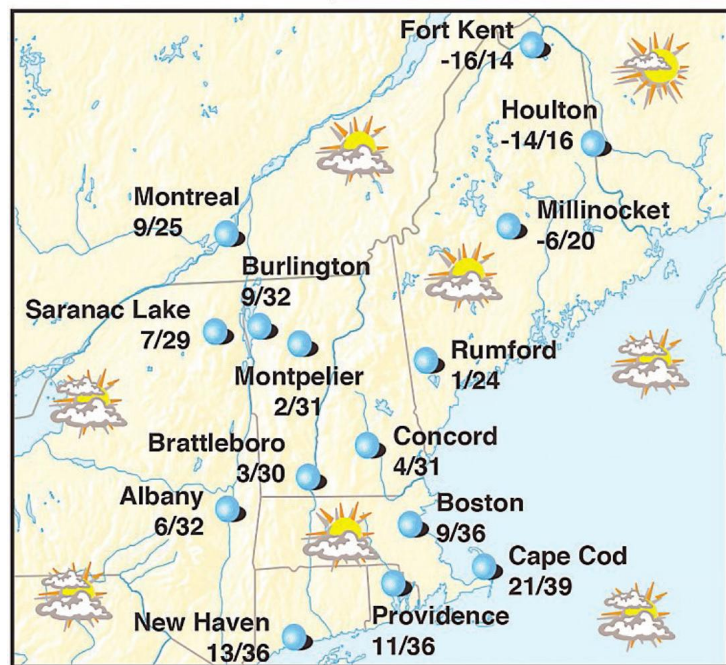 Fort Kent
-16/14
Houlton
-14/16
Montreal
9/25
Millinocket
-6/20
Burlington
9/32
Saranac Lake
7/29
Montpelier
2/31
Rumford
1/24
Brattleboro
3/30
Concord
4/31
Albany
6/32
Boston
9/36
Cape Cod
21/39
New Haven
13/36
Providence
11/36